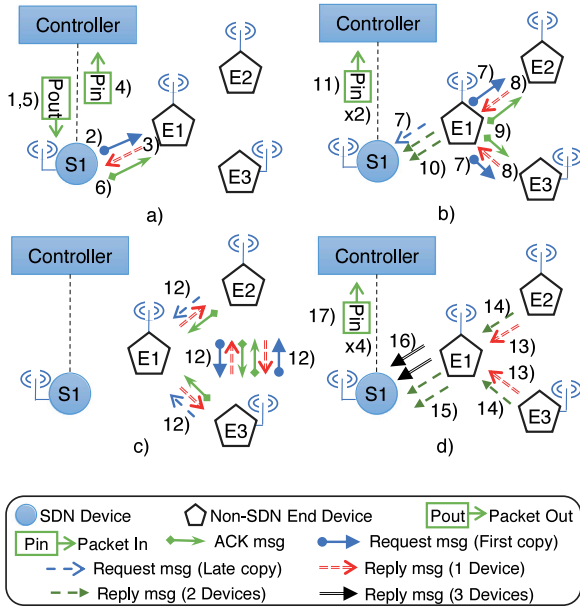 Controller
Pout
Pin
1,5)
4)
2)
3)
6)
S1
E1
E2
E3
a)
Controller
11)
Pin
x2)
7)
7)
8)
9)
10)
7)
8)
S1
E1
E2
E3
b)
Controller
12)
12)
12)
12)
S1
E1
E2
E3
c)
Controller
17)
Pin
x4)
16)
14)
13)
13)
14)
15)
S1
E1
E2
E3
d)
SDN Device
Non-SDN End Device
Pout Packet Out
Pin Packet In
ACK msg
Request msg (First copy)
Request msg (Late copy)
Reply msg (1 Device)
Reply msg (2 Devices)
Reply msg (3 Devices)